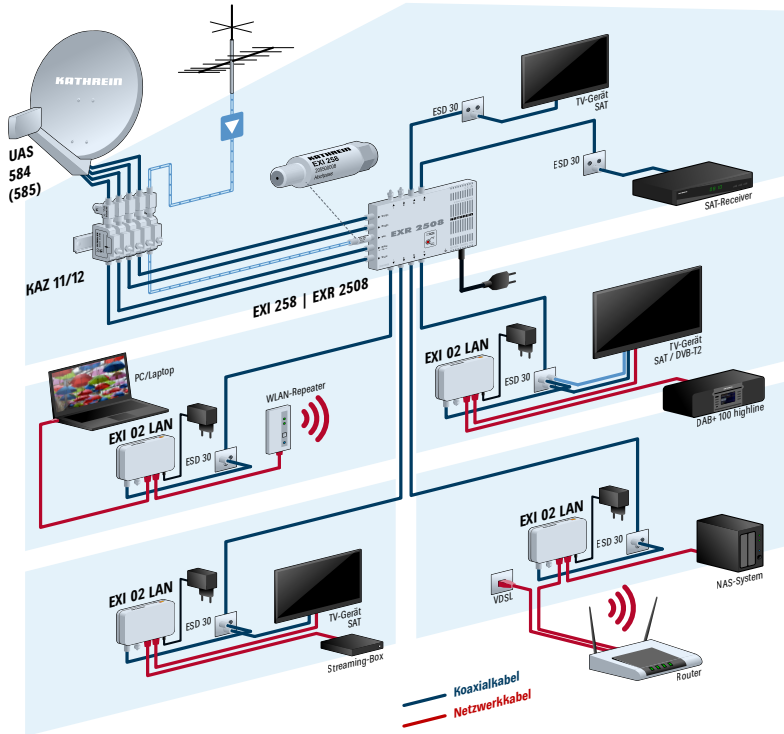 KATHREIN
UAS
584
(585)
KAZ 11/12
KATHREIN
EXI 258
EXI 258 | EXR 2508
KATHREIN
EXR 2508
ESD 30
TV-Gerät
SAT
ESD 30
SAT-Receiver
PC/Laptop
EXI 02 LAN
ESD 30
WLAN-Repeater
EXI 02 LAN
ESD 30
TV-Gerät
SAT / DVB-T2
DAB+ 100 highline
EXI 02 LAN
ESD 30
TV-Gerät
SAT
Streaming-Box
EXI 02 LAN
ESD 30
NAS-System
VDSL
Router
Koaxialkabel
Netzwerkkabel